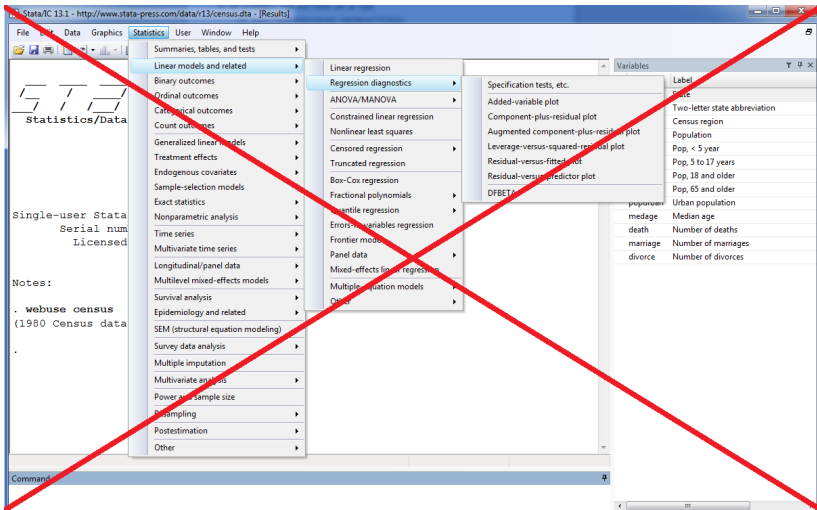 Stata/IC 13.1 - http://www.stata-press.com/data/r13/census.dta - [Results]
File Edit Data Graphics Statistics User Window Help
Summaries, tables, and tests
Linear models and related
Binary outcomes
Ordinal outcomes
Categorical outcomes
Count outcomes
Generalized linear models
Treatment effects
Endogenous covariates
Sample-selection models
Exact statistics
Nonparametric analysis
Time series
Multivariate time series
Longitudinal/panel data
Multilevel mixed-effects models
Survival analysis
Epidemiology and related
SEM (structural equation modeling)
Survey data analysis
Multiple imputation
Multivariate analysis
Power and sample size
Resampling
Postestimation
Other
Linear regression
Regression diagnostics
ANOVA/MANOVA
Constrained linear regression
Nonlinear least squares
Censored regression
Truncated regression
Box-Cox regression
Fractional polynomials
Quantile regression
Errors-in-variables regression
Frontier models
Panel data
Mixed-effects linear regression
Multiple-equation models
Other
Specification tests, etc.
Added-variable plot
Component-plus-residual plot
Augmented component-plus-residual plot
Leverage-versus-squared-residual plot
Residual-versus-fitted plot
Residual-versus-predictor plot
DFBETA
Statistics/Data
Single-user Stata
Serial num
Licensed
Notes:
. webuse census
(1980 Census data
.
Command
Variables
Label
State
Two-letter state abbreviation
Census region
Population
Pop, < 5 year
Pop, 5 to 17 years
Pop, 18 and older
Pop, 65 and older
popurban Urban population
medage Median age
death Number of deaths
marriage Number of marriages
divorce Number of divorces